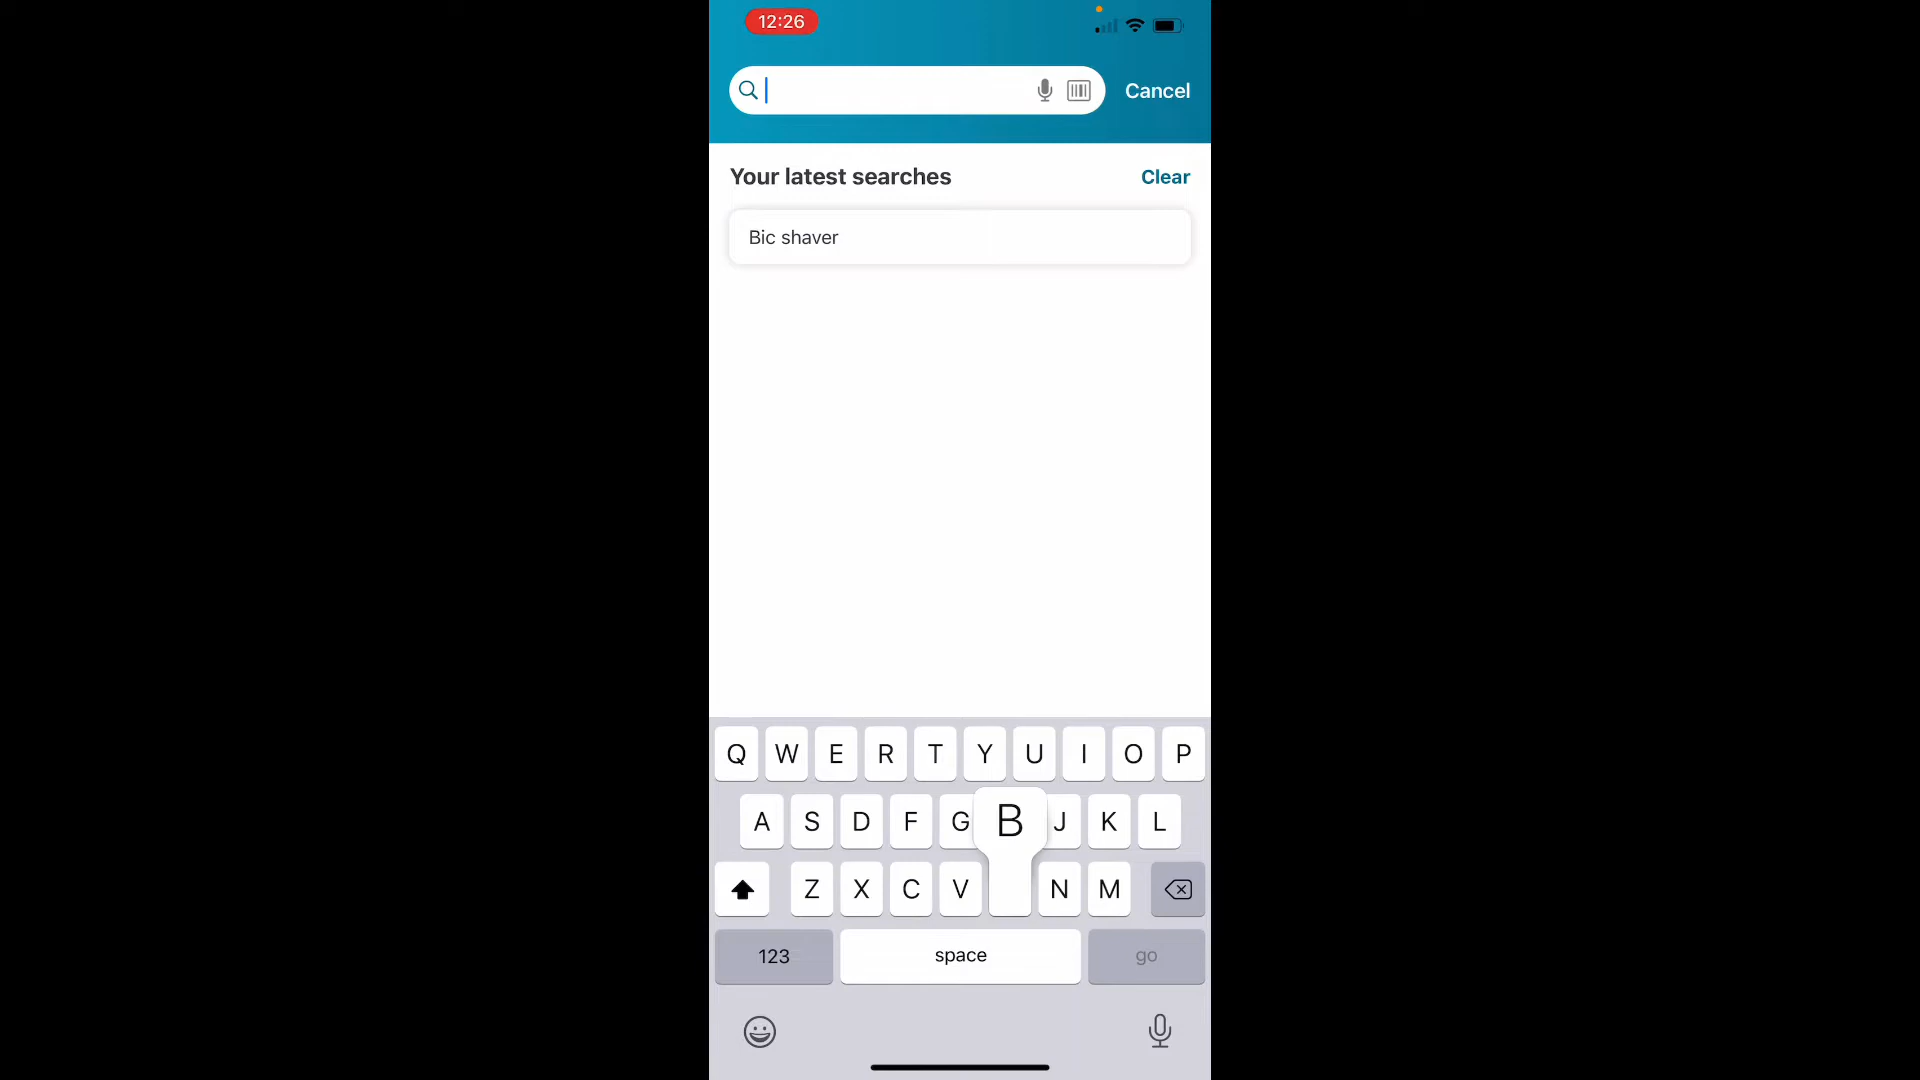 12:26
Cancel
Your latest searches Clear
Bic shaver
Q W E R T Y U I O P
A S D F G B J K L
Z X C V N M
123 space go